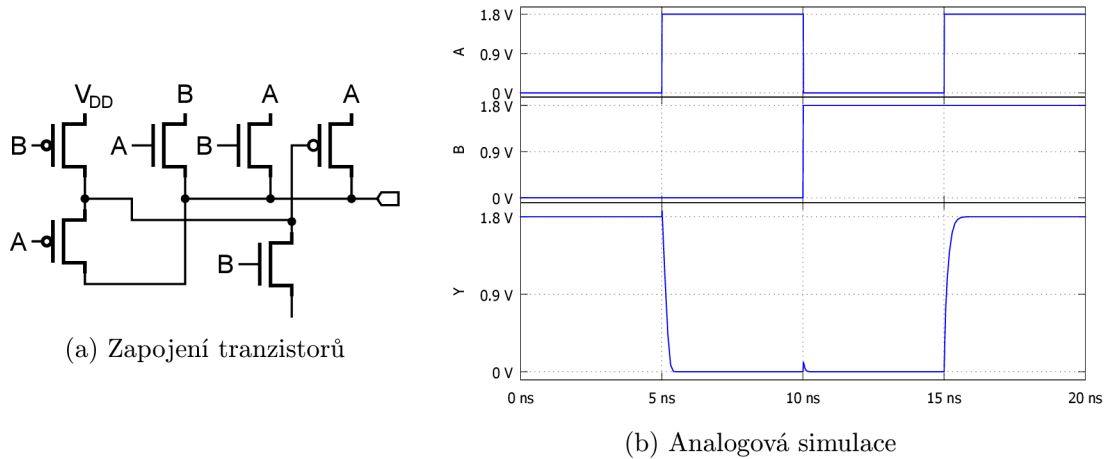 V_DD B A A
B A B
A B
(a) Zapojení tranzistorů
A
1.8 V
0.9 V
0 V
B
1.8 V
0.9 V
0 V
Y
1.8 V
0.9 V
0 V
0 ns 5 ns 10 ns 15 ns 20 ns
(b) Analogová simulace